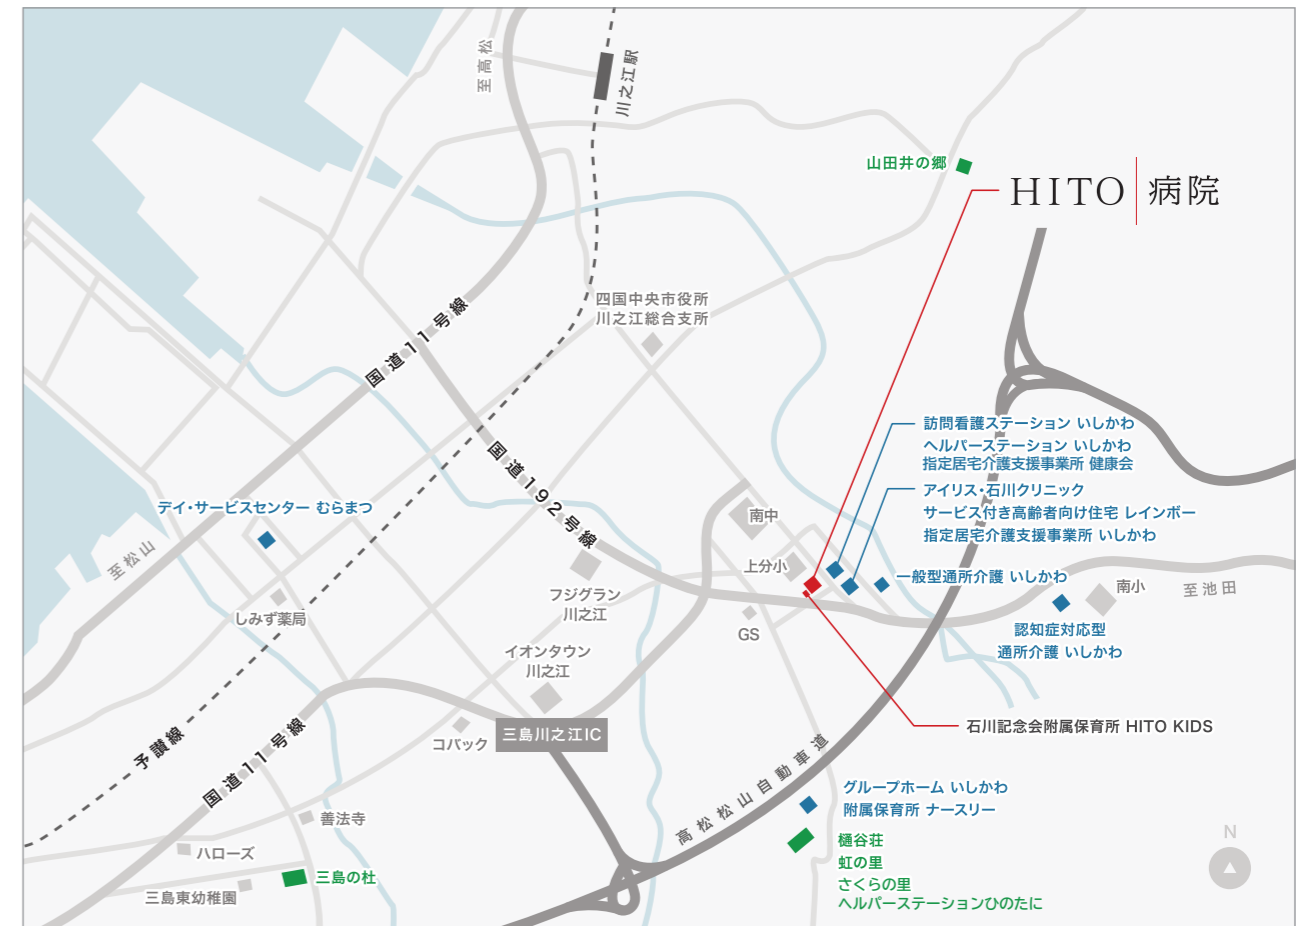 至高松
川之江駅
山田井の郷
HITO 病院
四国中央市役所
川之江総合支所
国道11号線
訪問看護ステーション いしかわ
ヘルパーステーション いしかわ
指定居宅介護支援事業所 健康会
国道192号線
アイリス・石川クリニック
サービス付き高齢者向け住宅 レインボー
指定居宅介護支援事業所 いしかわ
デイ・サービスセンター むらまつ
南中
至松山
上分小
一般型通所介護 いしかわ
南小
至池田
フジグラン
川之江
しみず薬局
GS
認知症対応型
通所介護 いしかわ
イオンタウン
川之江
石川記念会附属保育所 HITO KIDS
三島川之江IC
コバック
予讃線
国道11号線
高松松山自動車道
グループホーム いしかわ
附属保育所 ナースリー
善法寺
N
樋谷荘
虹の里
さくらの里
ヘルパーステーションひのたに
ハローズ
三島の杜
三島東幼稚園